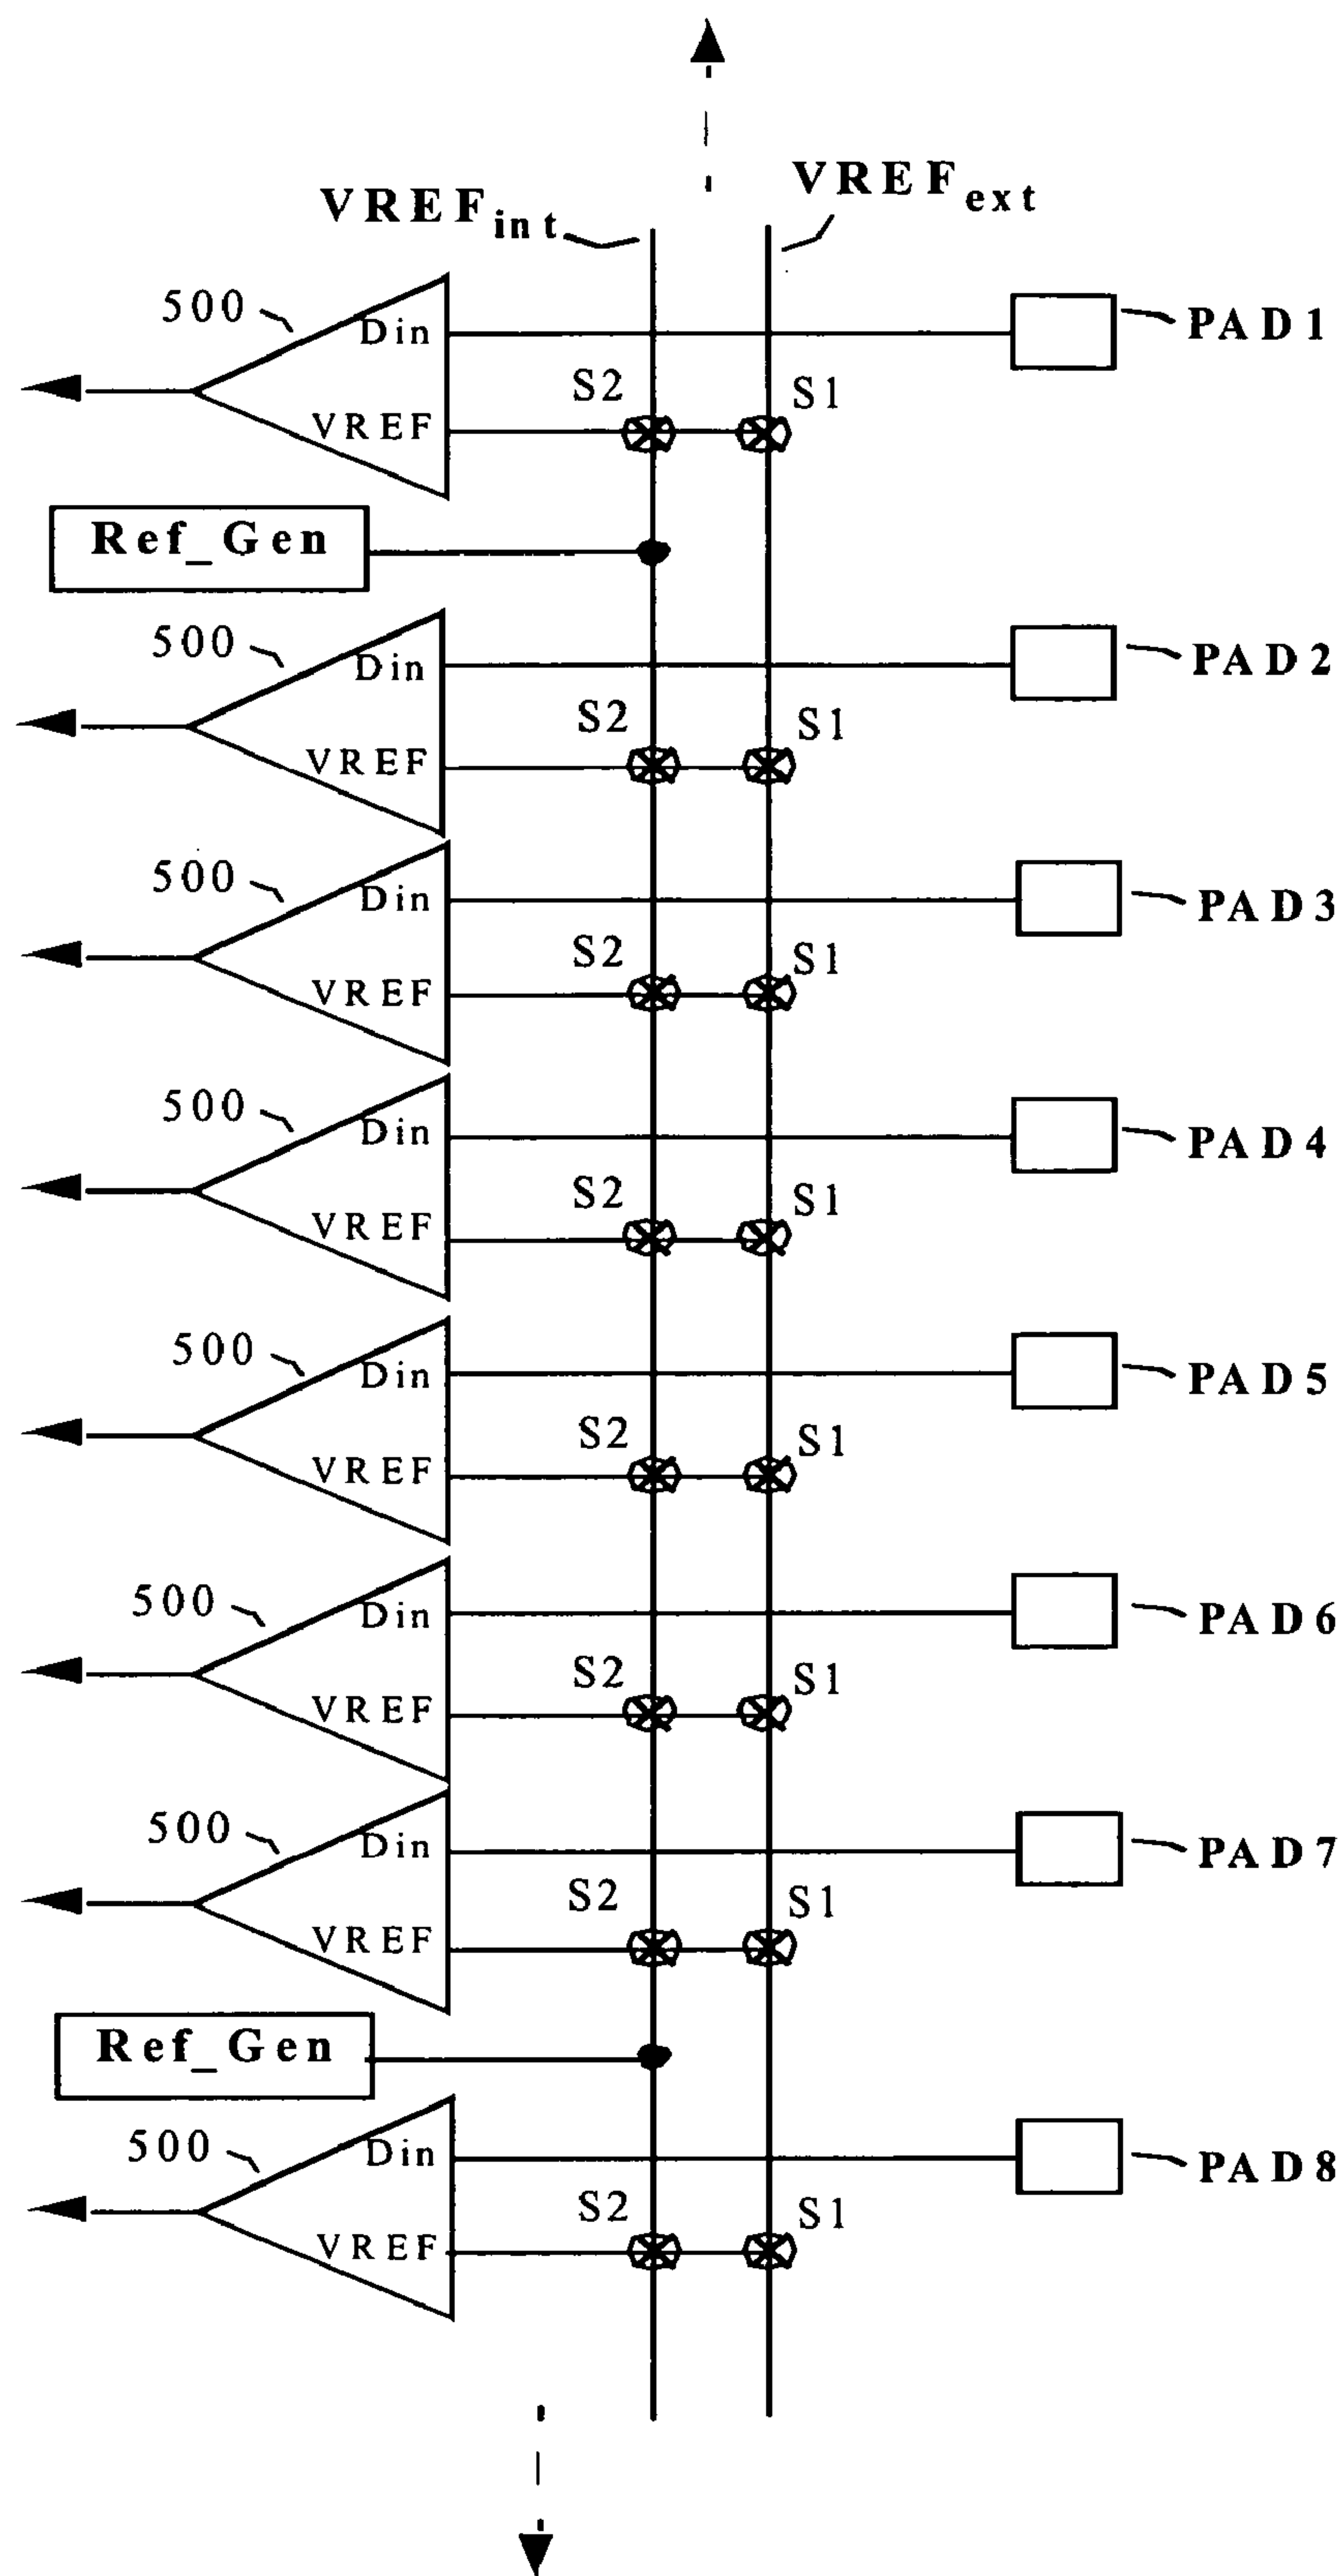 VREFint
VREFext
500
Din
PAD1
S2
S1
VREF
Ref_Gen
500
Din
PAD2
S2
S1
VREF
500
Din
PAD3
S2
S1
VREF
500
Din
PAD4
S2
S1
VREF
500
Din
PAD5
S2
S1
VREF
500
Din
PAD6
S2
S1
VREF
500
Din
PAD7
S2
S1
VREF
Ref_Gen
500
Din
PAD8
S2
S1
VREF